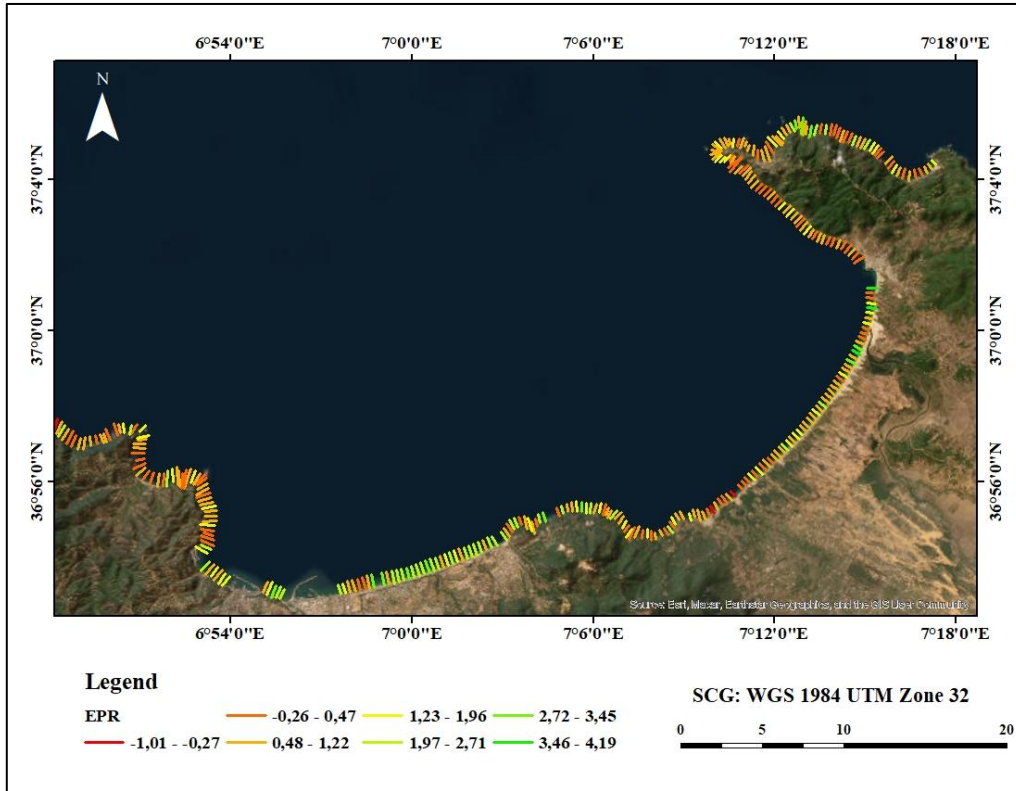 6°54'0"E 7°0'0"E 7°6'0"E 7°12'0"E 7°18'0"E
N
37°4'0"N 37°4'0"N
37°0'0"N 37°0'0"N
36°56'0"N 36°56'0"N
Source: Esri, Maxar, Earthstar Geographics, and the GIS User Community
6°54'0"E 7°0'0"E 7°6'0"E 7°12'0"E 7°18'0"E
Legend
SCG: WGS 1984 UTM Zone 32
EPR -0,26 - 0,47 1,23 - 1,96 2,72 - 3,45
-1,01 - -0,27 0,48 - 1,22 1,97 - 2,71 3,46 - 4,19
0 5 10 20